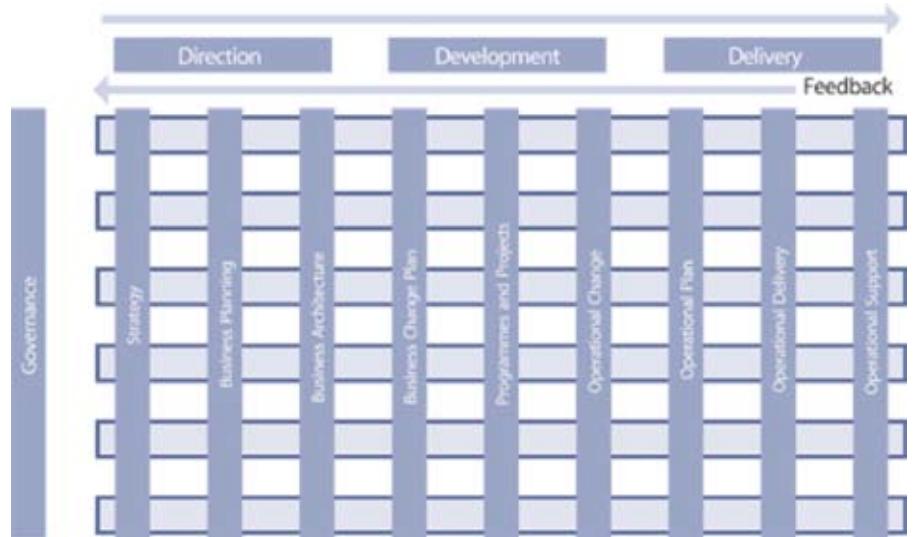 Direction
Development
Delivery
Feedback
Governance
Strategy
Business Planning
Business Architecture
Business Change Plan
Programmes and Projects
Operational Change
Operational Plan
Operational Delivery
Operational Support